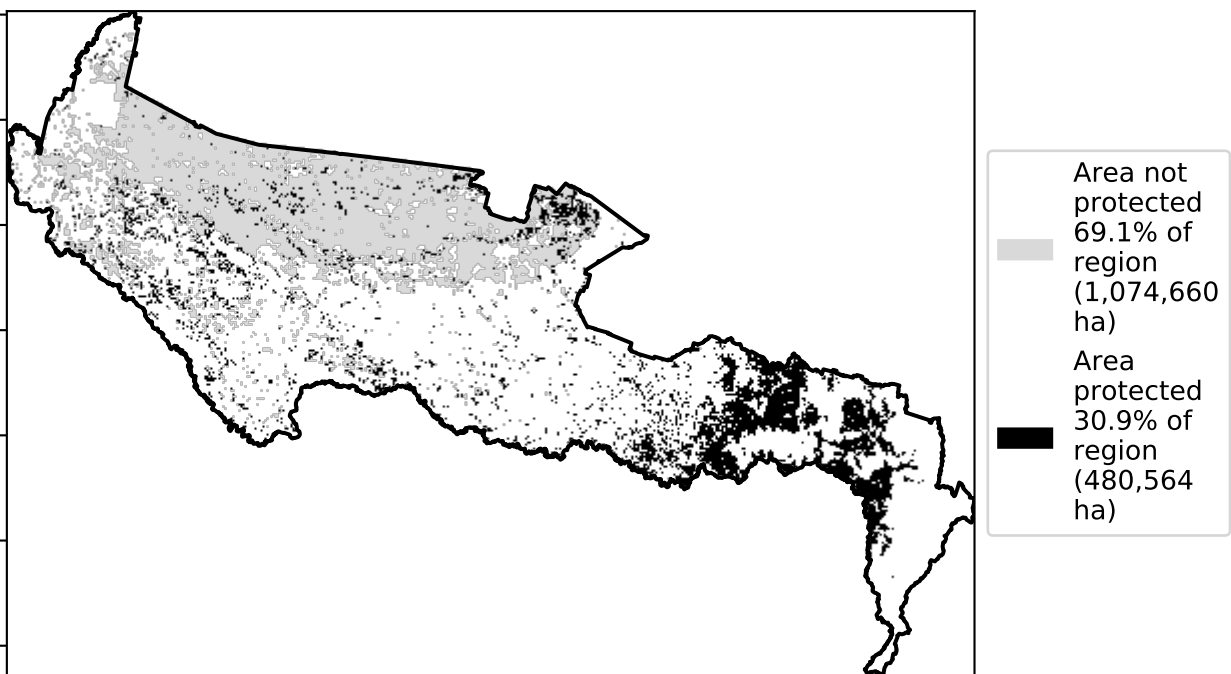 Area not
protected
69.1% of
region
(1,074,660
ha)
Area
protected
30.9% of
region
(480,564
ha)